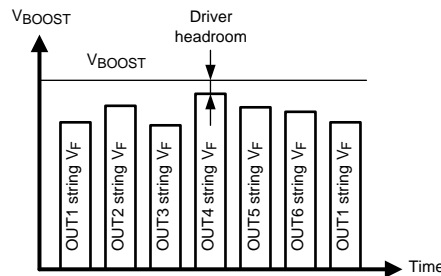 VBOOST
Driver
headroom
VBOOST
OUT1 string VF
OUT2 string VF
OUT3 string VF
OUT4 string VF
OUT5 string VF
OUT6 string VF
OUT1 string VF
Time